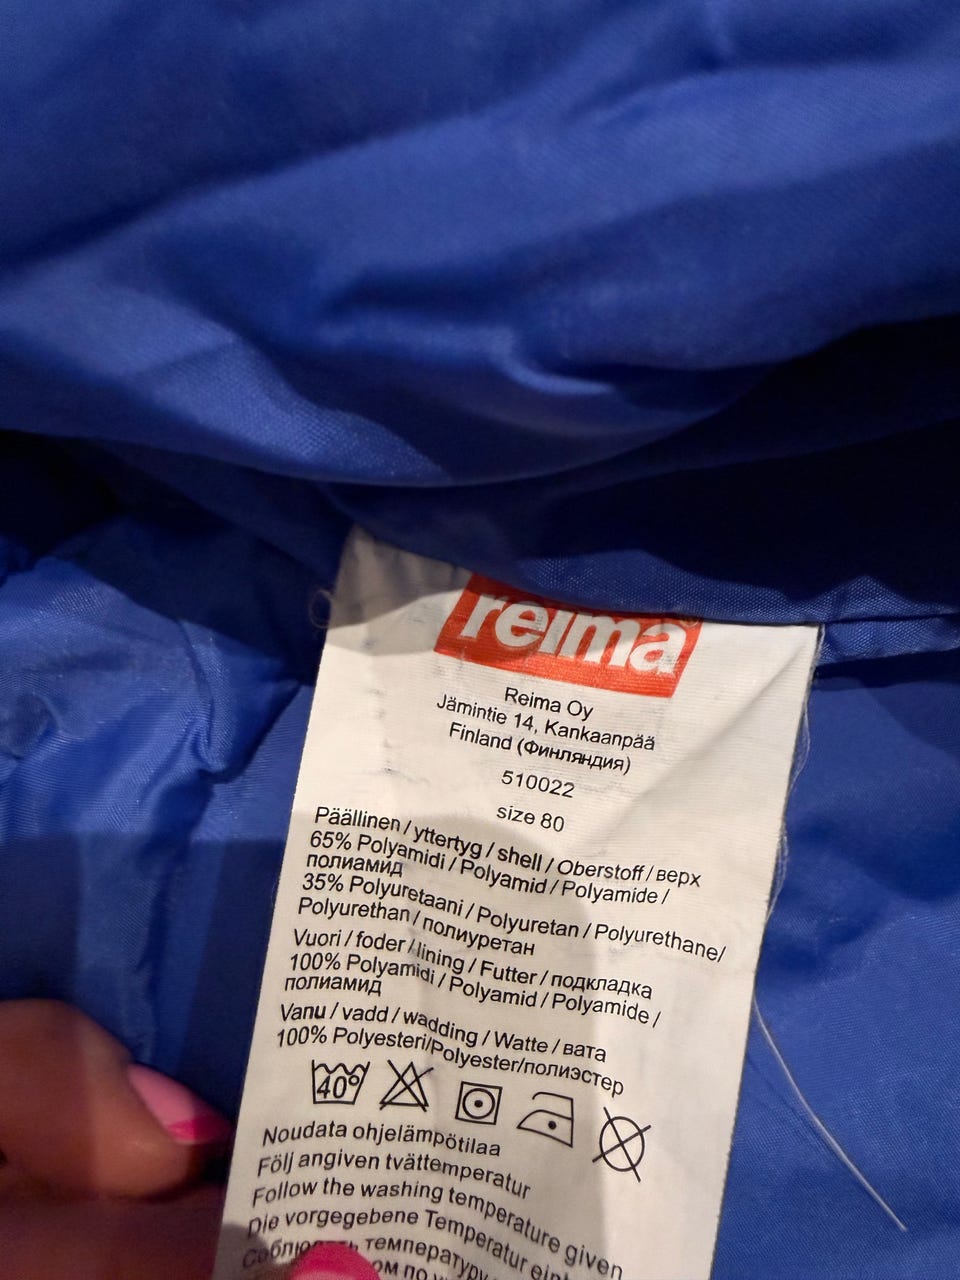 reima
Reima Oy
Jämintie 14, Kankaanpää
Finland (Финляндия)
510022
size 80
Päällinen / yttertyg / shell / Oberstoff / верх
65% Polyamidi / Polyamid / Polyamide /
полиамид
35% Polyuretaani / Polyuretan / Polyurethane/
Polyurethan / полиуретан
Vuori / foder / lining / Futter / подкладка
100% Polyamidi / Polyamid / Polyamide /
полиамид
Vanu / vadd / wadding / Watte / вата
100% Polyesteri/Polyester/полиэстер
40°
Noudata ohjelämpötilaa
Följ angiven tvättemperatur
Follow the washing temperature given
Die vorgegebene Temperatur
температуру